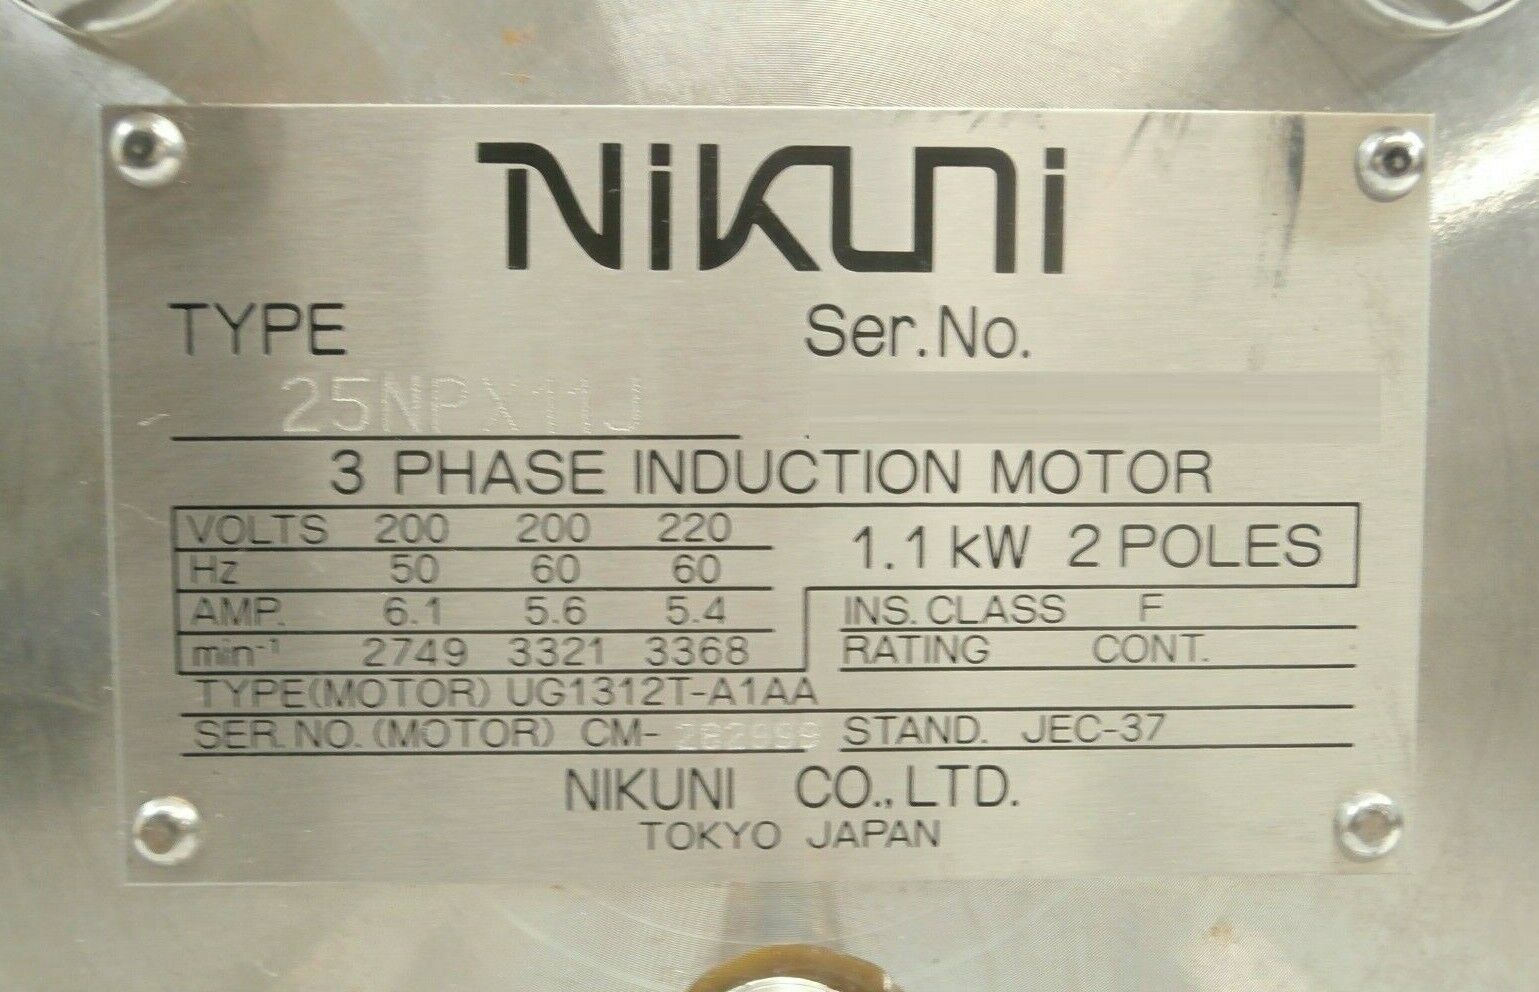 NiKUNi
TYPE Ser.No.
25NPX11J
3 PHASE INDUCTION MOTOR
VOLTS 200 200 220
1.1 kW 2 POLES
Hz 50 60 60
AMP. 6.1 5.6 5.4
INS. CLASS F
min-1 2749 3321 3368
RATING CONT.
TYPE(MOTOR) UG1312T-A1AA
SER. NO. (MOTOR) CM-
STAND. JEC-37
NIKUNI CO., LTD.
TOKYO JAPAN